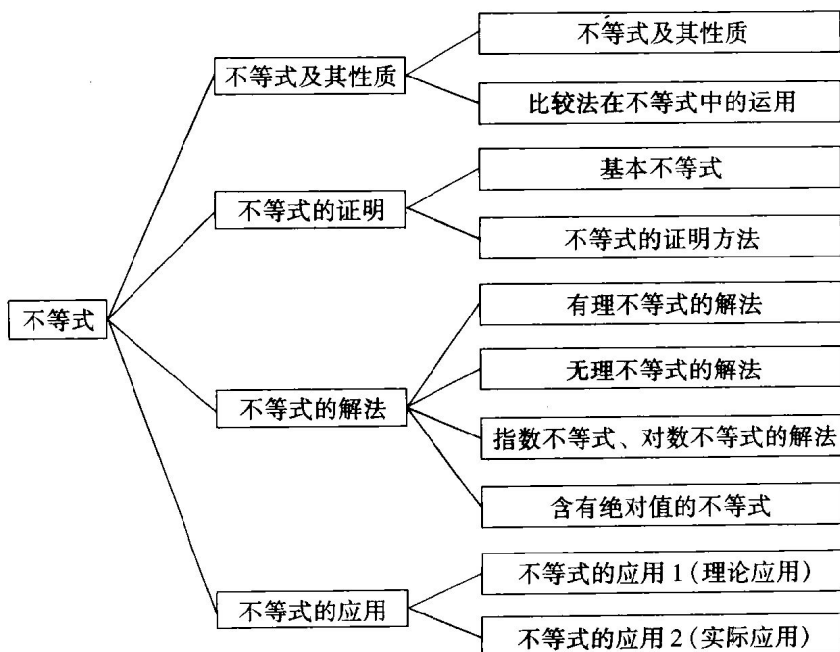 不等式
不等式及其性质
不等式及其性质
比较法在不等式中的运用
不等式的证明
基本不等式
不等式的证明方法
不等式的解法
有理不等式的解法
无理不等式的解法
指数不等式、对数不等式的解法
含有绝对值的不等式
不等式的应用
不等式的应用1(理论应用)
不等式的应用2(实际应用)